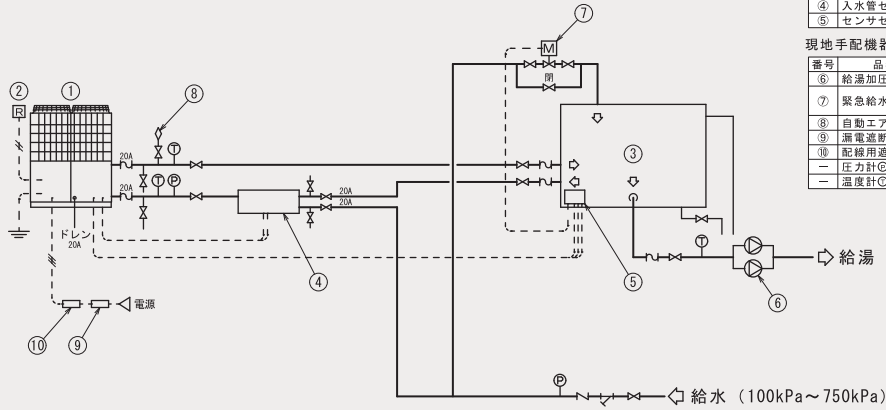 ④ 入水管セ
⑤ センサセ
現地手配機器
番号 品
⑥ 給湯加圧
⑦ 緊急給水
⑧ 自動エア
⑨ 漏電遮断
⑩ 配線用遮
― 圧力計Ⓟ
― 温度計Ⓣ
⑦
M
閉
② ① ⑧
R
T
20A
T P
20A
20A
20A
③
④
⑤
ドレン
20A
T
給湯
⑥
電源
⑩ ⑨
P
給水（100kPa～750kPa）